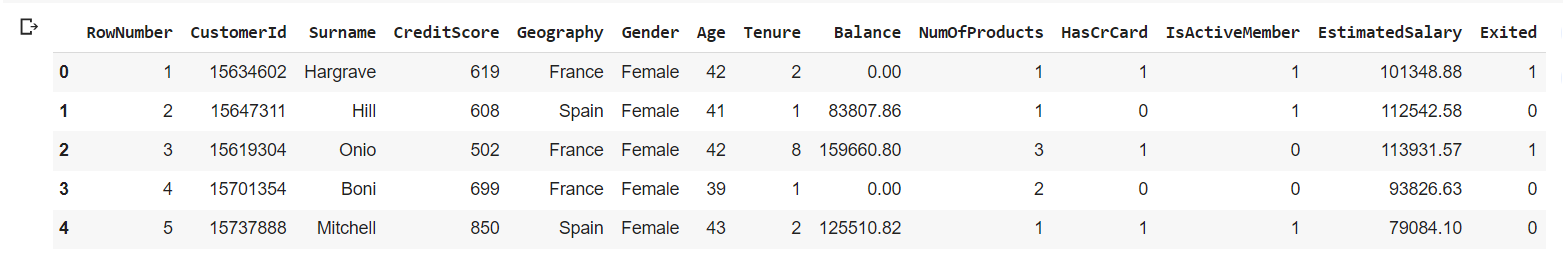 RowNumber CustomerId Surname CreditScore Geography Gender Age Tenure Balance NumOfProducts HasCrCard IsActiveMember EstimatedSalary Exited
0 1 15634602 Hargrave 619 France Female 42 2 0.00 1 1 1 101348.88 1
1 2 15647311 Hill 608 Spain Female 41 1 83807.86 1 0 1 112542.58 0
2 3 15619304 Onio 502 France Female 42 8 159660.80 3 1 0 113931.57 1
3 4 15701354 Boni 699 France Female 39 1 0.00 2 0 0 93826.63 0
4 5 15737888 Mitchell 850 Spain Female 43 2 125510.82 1 1 1 79084.10 0